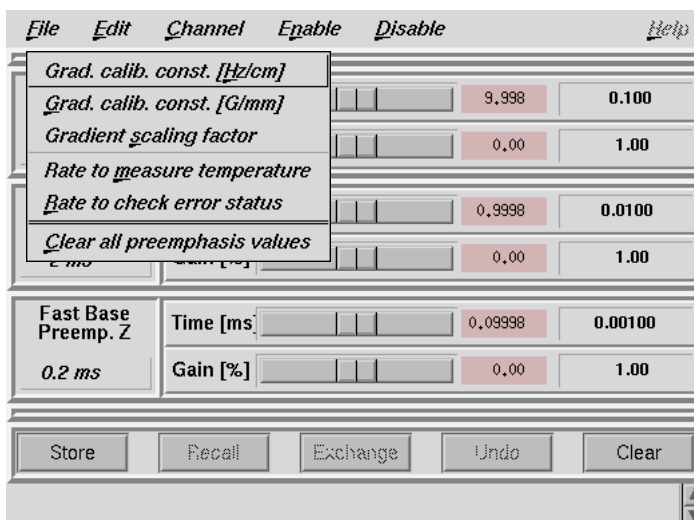 File Edit Channel Enable Disable Help
Grad. calib. const. [Hz/cm]
Grad. calib. const. [G/mm]
Gradient scaling factor
Rate to measure temperature
Rate to check error status
Clear all preemphasis values
9.998 0.100
0.00 1.00
0.9998 0.0100
2 ms Gain [%] 0.00 1.00
Fast Base
Preemp. Z
Time [ms] 0.09998 0.00100
0.2 ms Gain [%] 0.00 1.00
Store Recall Exchange Undo Clear